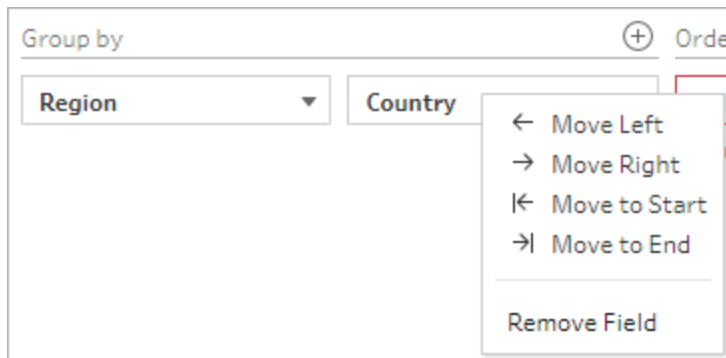 Group by
Orde
Region
Country
Move Left
Move Right
Move to Start
Move to End
Remove Field